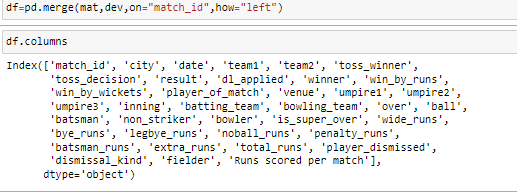 df=pd.merge(mat,dev,on="match_id",how="left")
df.columns
Index(['match_id', 'city', 'date', 'team1', 'team2', 'toss_winner',
'toss_decision', 'result', 'dl_applied', 'winner', 'win_by_runs',
'win_by_wickets', 'player_of_match', 'venue', 'umpire1', 'umpire2',
'umpire3', 'inning', 'batting_team', 'bowling_team', 'over', 'ball',
'batsman', 'non_striker', 'bowler', 'is_super_over', 'wide_runs',
'bye_runs', 'legbye_runs', 'noball_runs', 'penalty_runs',
'batsman_runs', 'extra_runs', 'total_runs', 'player_dismissed',
'dismissal_kind', 'fielder', 'Runs scored per match'],
dtype='object')